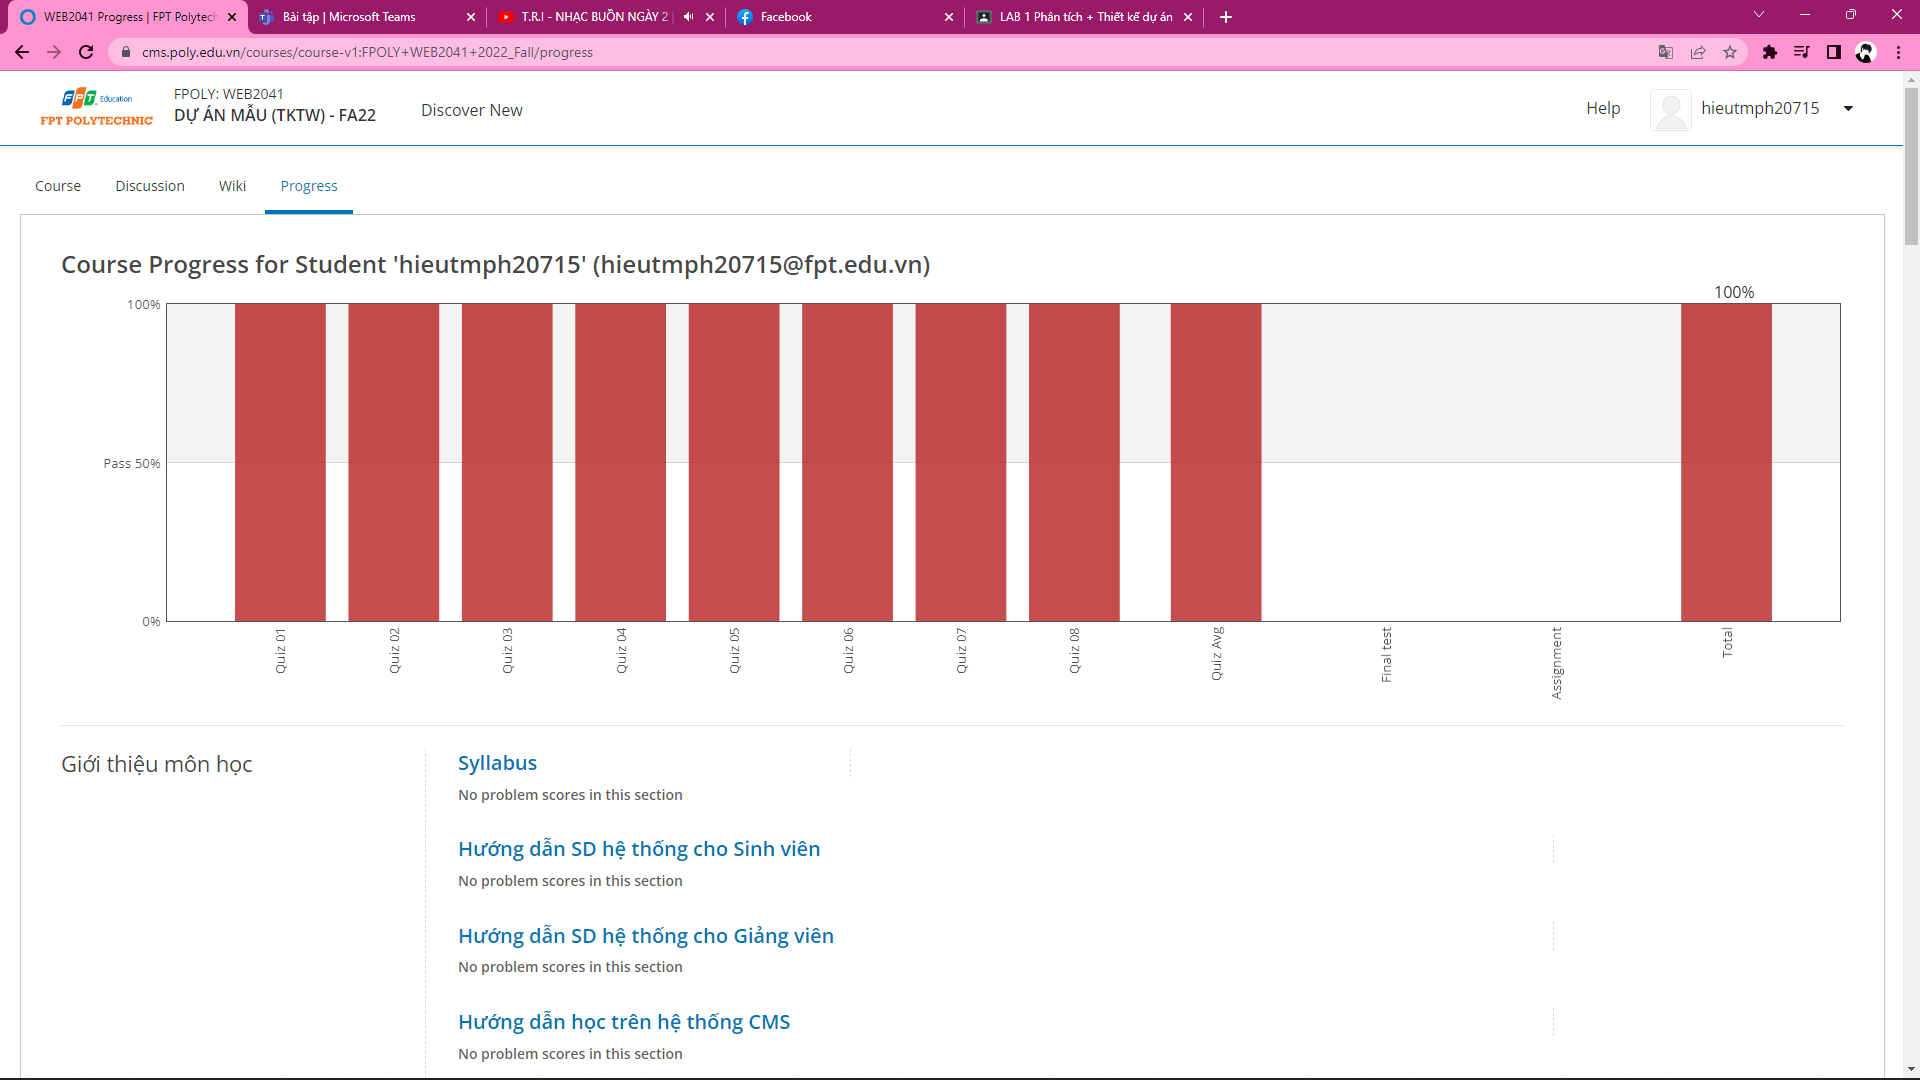 WEB2041 Progress | FPT Polytech
Bài tập | Microsoft Teams
T.R.I - NHẠC BUỒN NGÀY 2 |
Facebook
LAB 1 Phân tích + Thiết kế dự án
cms.poly.edu.vn/courses/course-v1:FPOLY+WEB2041+2022_Fall/progress
FPT Education
FPT POLYTECHNIC
FPOLY: WEB2041
DỰ ÁN MẪU (TKTW) - FA22
Discover New
Help
hieutmph20715
Course
Discussion
Wiki
Progress
Course Progress for Student 'hieutmph20715' (hieutmph20715@fpt.edu.vn)
100%
100%
Pass 50%
0%
Quiz 01
Quiz 02
Quiz 03
Quiz 04
Quiz 05
Quiz 06
Quiz 07
Quiz 08
Quiz Avg
Final test
Assignment
Total
Giới thiệu môn học
Syllabus
No problem scores in this section
Hướng dẫn SD hệ thống cho Sinh viên
No problem scores in this section
Hướng dẫn SD hệ thống cho Giảng viên
No problem scores in this section
Hướng dẫn học trên hệ thống CMS
No problem scores in this section